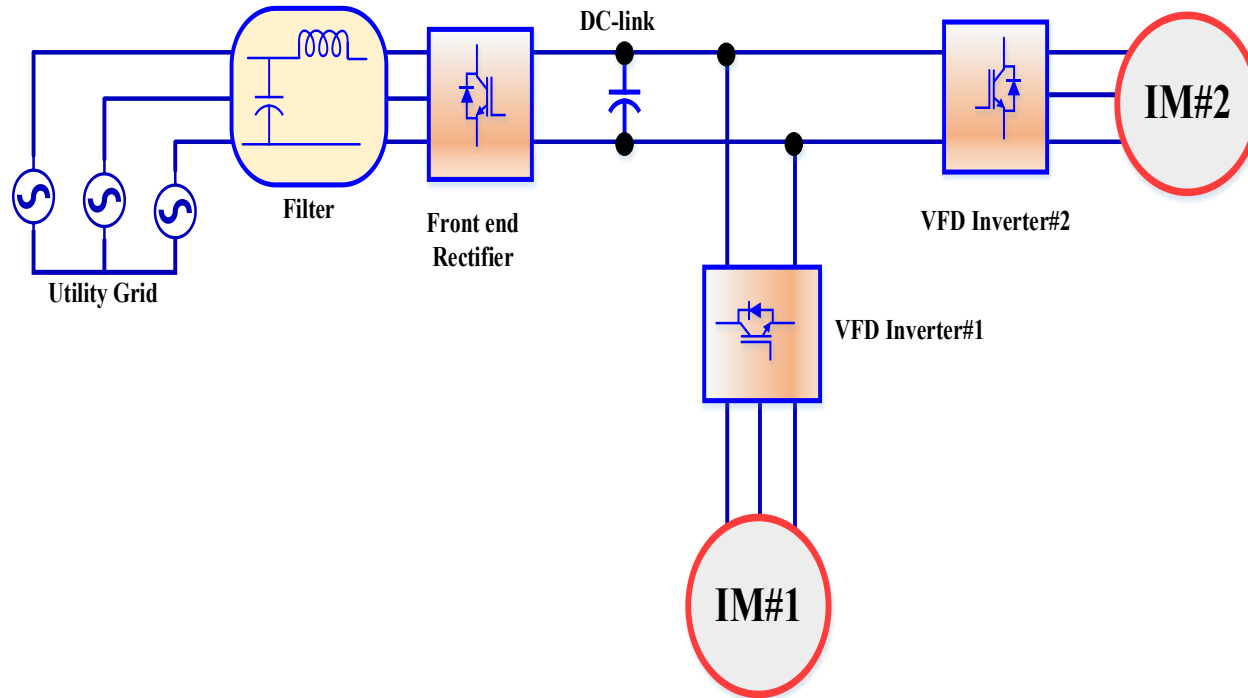 DC-link
IM#2
Filter
Front end
Rectifier
VFD Inverter#2
Utility Grid
VFD Inverter#1
IM#1